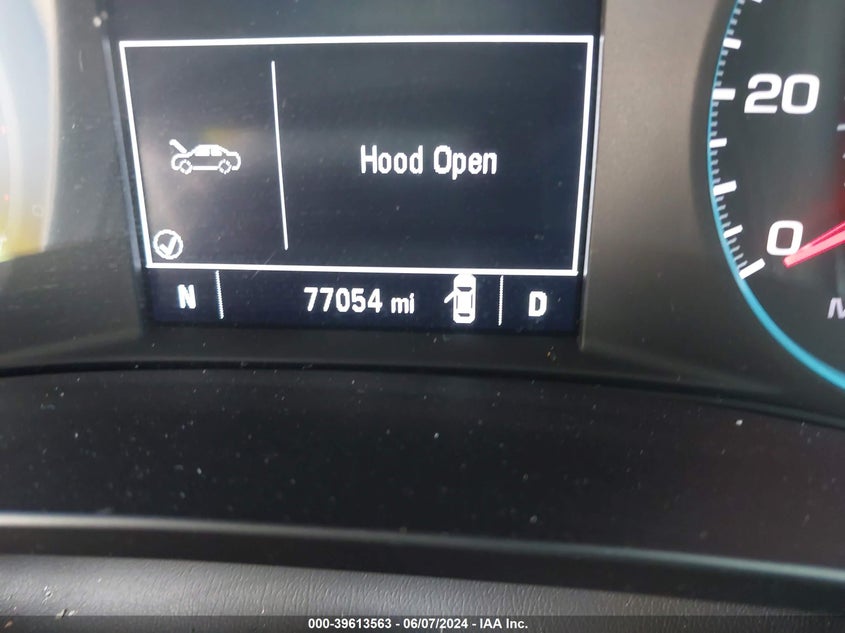 20
Hood Open
0
N 77054 mi D
M
000-39613563 - 06/07/2024 - IAA Inc.